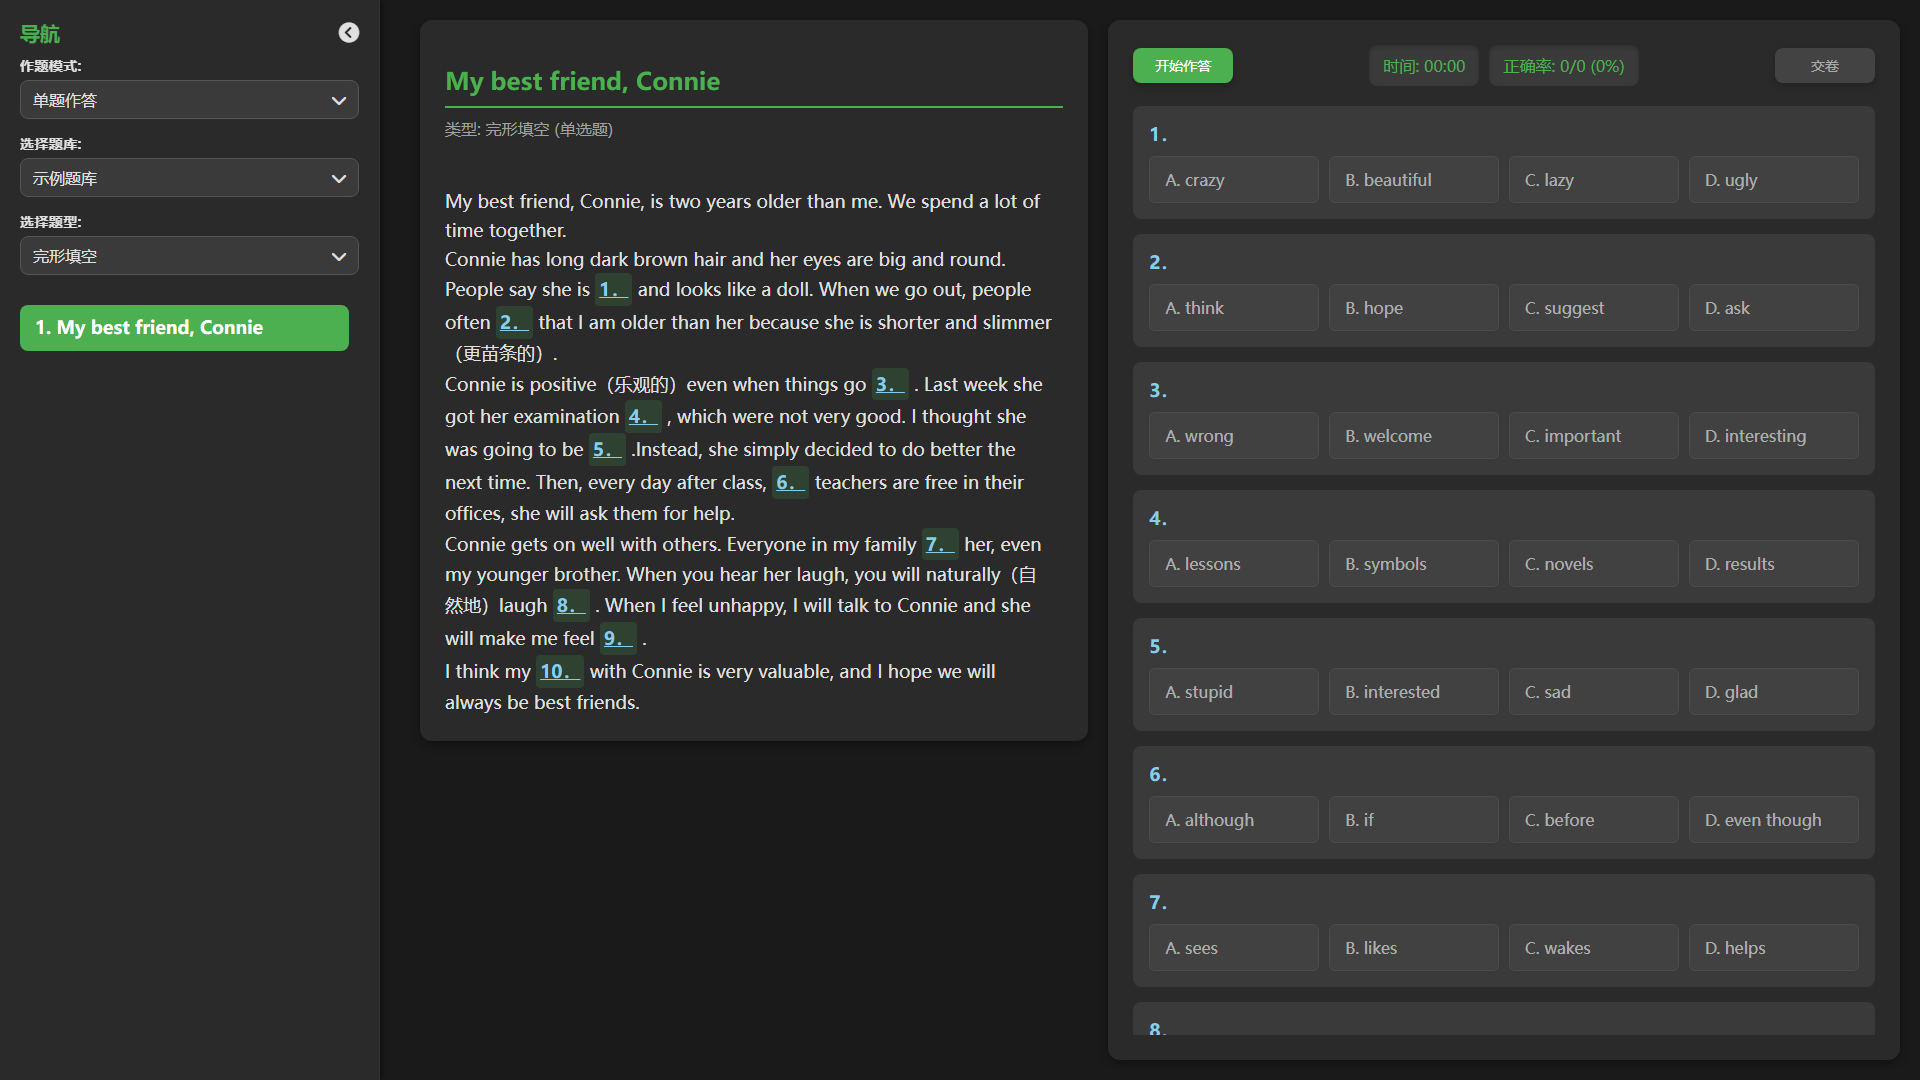 导航
作题模式:
单题作答
选择题库:
示例题库
选择题型:
完形填空
1. My best friend, Connie
My best friend, Connie
类型: 完形填空 (单选题)
My best friend, Connie, is two years older than me. We spend a lot of
time together.
Connie has long dark brown hair and her eyes are big and round.
People say she is 1. and looks like a doll. When we go out, people
often 2. that I am older than her because she is shorter and slimmer
（更苗条的）.
Connie is positive（乐观的）even when things go 3. . Last week she
got her examination 4. , which were not very good. I thought she
was going to be 5. .Instead, she simply decided to do better the
next time. Then, every day after class, 6. teachers are free in their
offices, she will ask them for help.
Connie gets on well with others. Everyone in my family 7. her, even
my younger brother. When you hear her laugh, you will naturally（自
然地）laugh 8. . When I feel unhappy, I will talk to Connie and she
will make me feel 9. .
I think my 10. with Connie is very valuable, and I hope we will
always be best friends.
开始作答 时间: 00:00 正确率: 0/0 (0%) 交卷
1.
A. crazy B. beautiful C. lazy D. ugly
2.
A. think B. hope C. suggest D. ask
3.
A. wrong B. welcome C. important D. interesting
4.
A. lessons B. symbols C. novels D. results
5.
A. stupid B. interested C. sad D. glad
6.
A. although B. if C. before D. even though
7.
A. sees B. likes C. wakes D. helps
8.